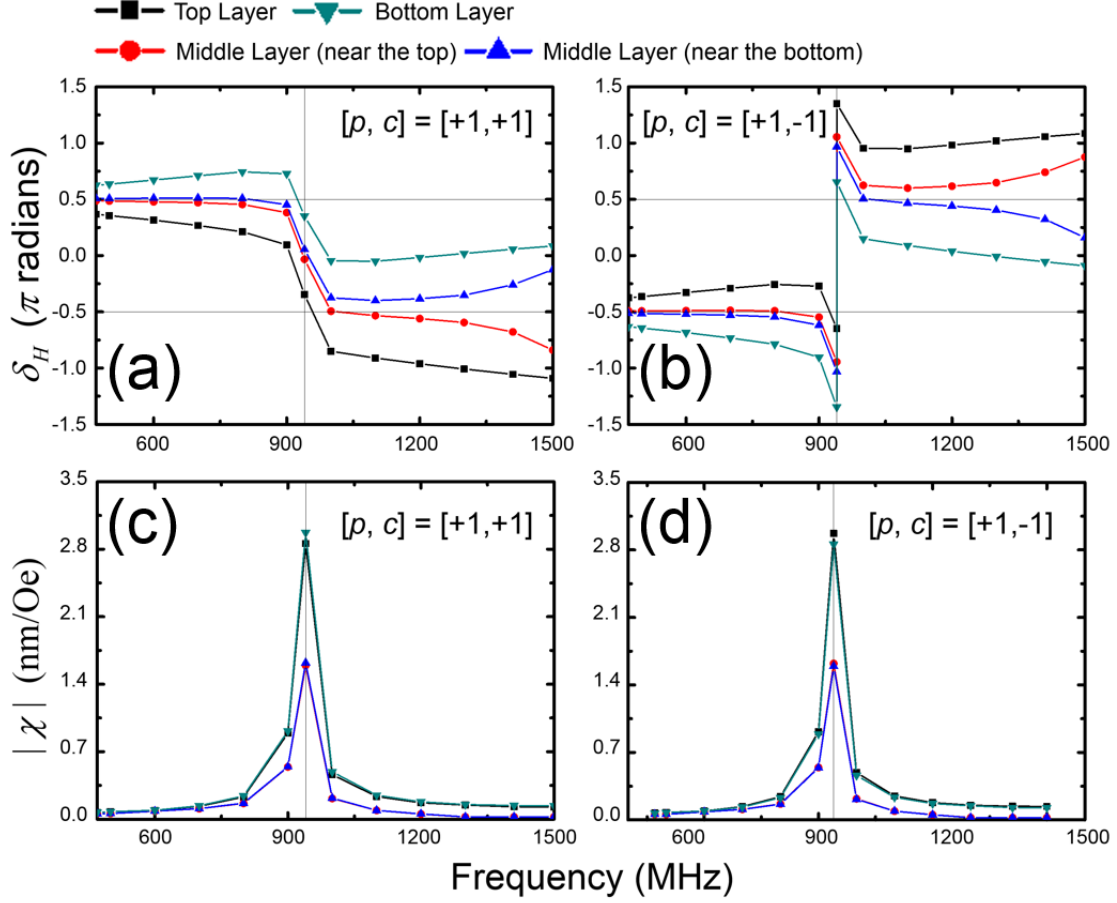 Top Layer Bottom Layer
Middle Layer (near the top) Middle Layer (near the bottom)
δH (π radians)
1.5
1.0
0.5
0.0
-0.5
-1.0
-1.5
[p, c] = [+1,+1]
(a)
600 900 1200 1500
1.5
1.0
0.5
0.0
-0.5
-1.0
-1.5
[p, c] = [+1,-1]
(b)
600 900 1200 1500
|χ| (nm/Oe)
3.5
2.8
2.1
1.4
0.7
0.0
(c)
[p, c] = [+1,+1]
600 900 1200 1500
3.5
2.8
2.1
1.4
0.7
0.0
(d)
[p, c] = [+1,-1]
600 900 1200 1500
Frequency (MHz)